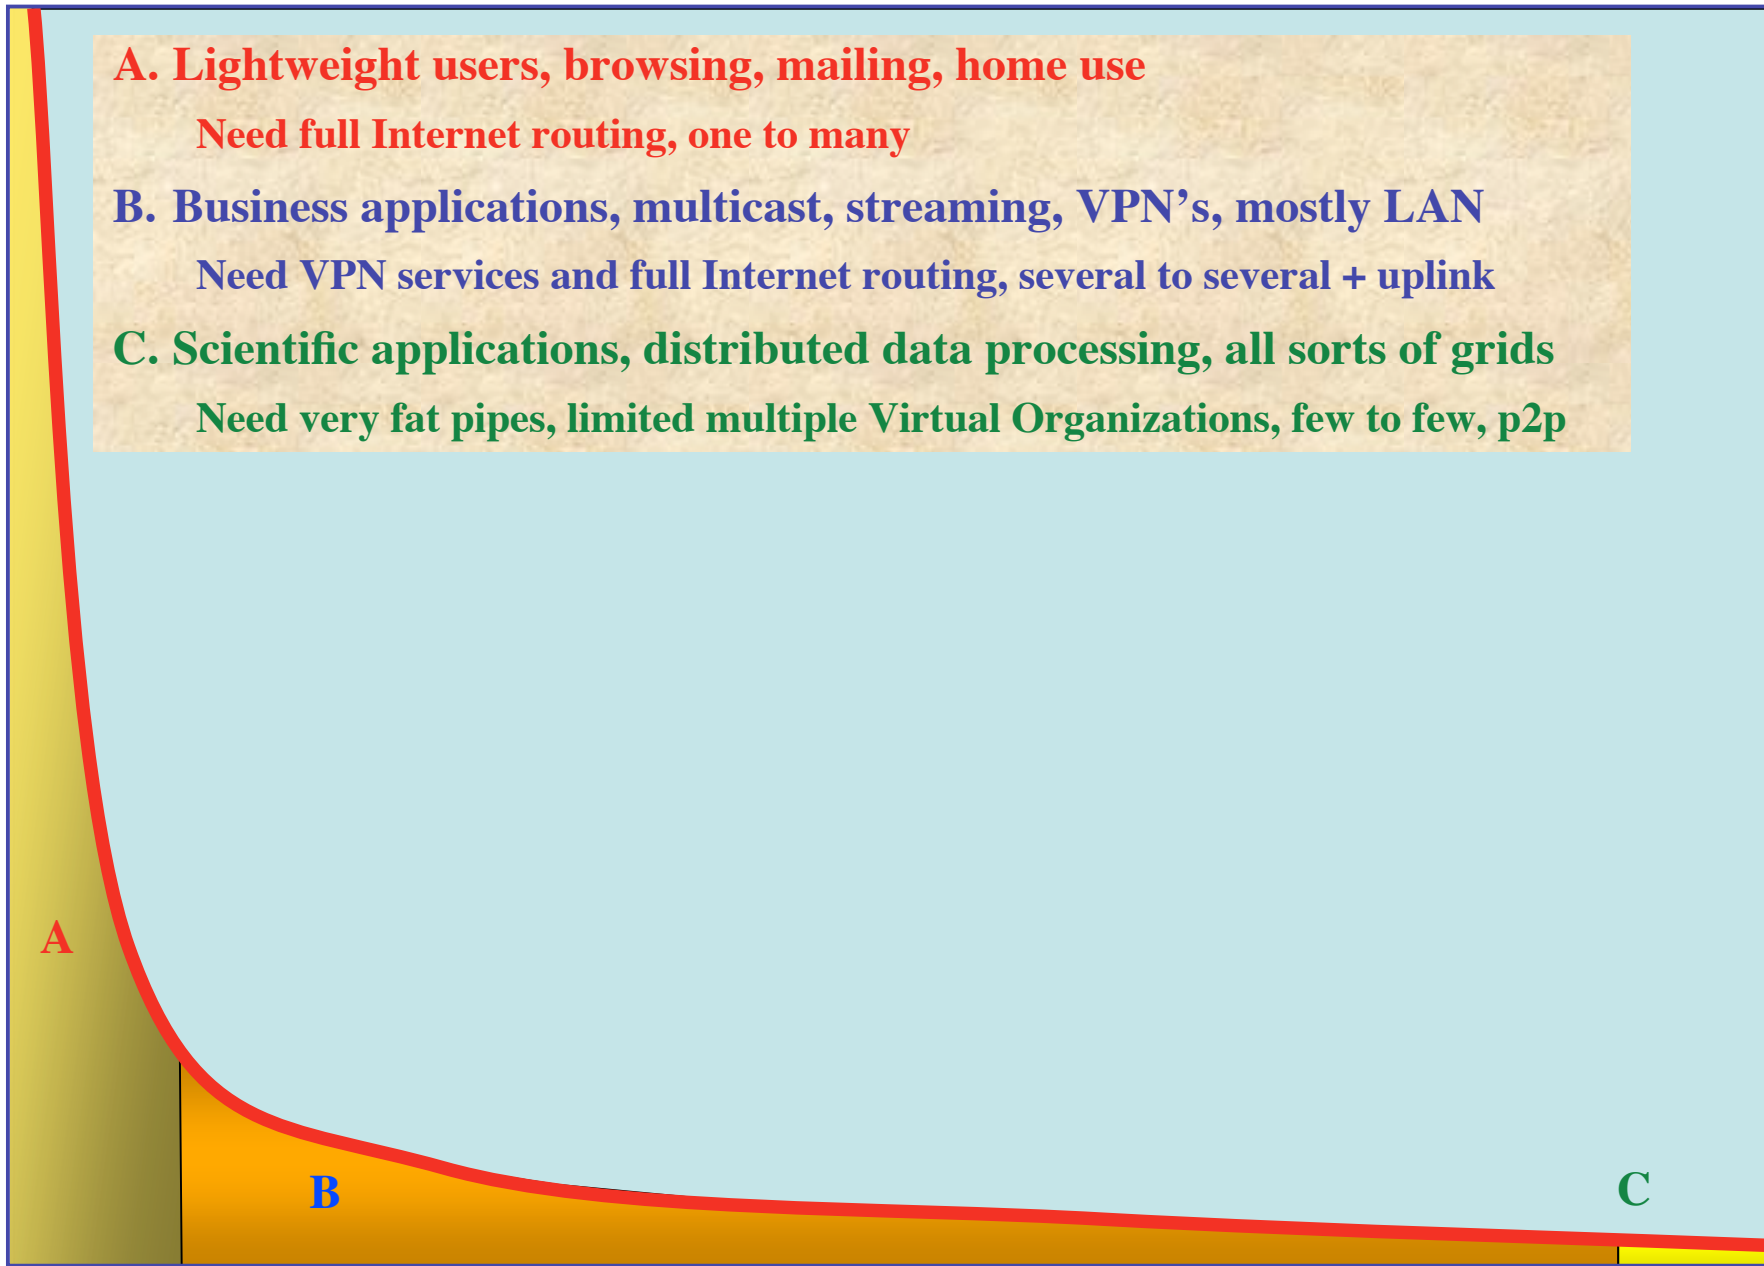 A. Lightweight users, browsing, mailing, home use
Need full Internet routing, one to many
B. Business applications, multicast, streaming, VPN’s, mostly LAN
Need VPN services and full Internet routing, several to several + uplink
C. Scientific applications, distributed data processing, all sorts of grids
Need very fat pipes, limited multiple Virtual Organizations, few to few, p2p
A
B
C